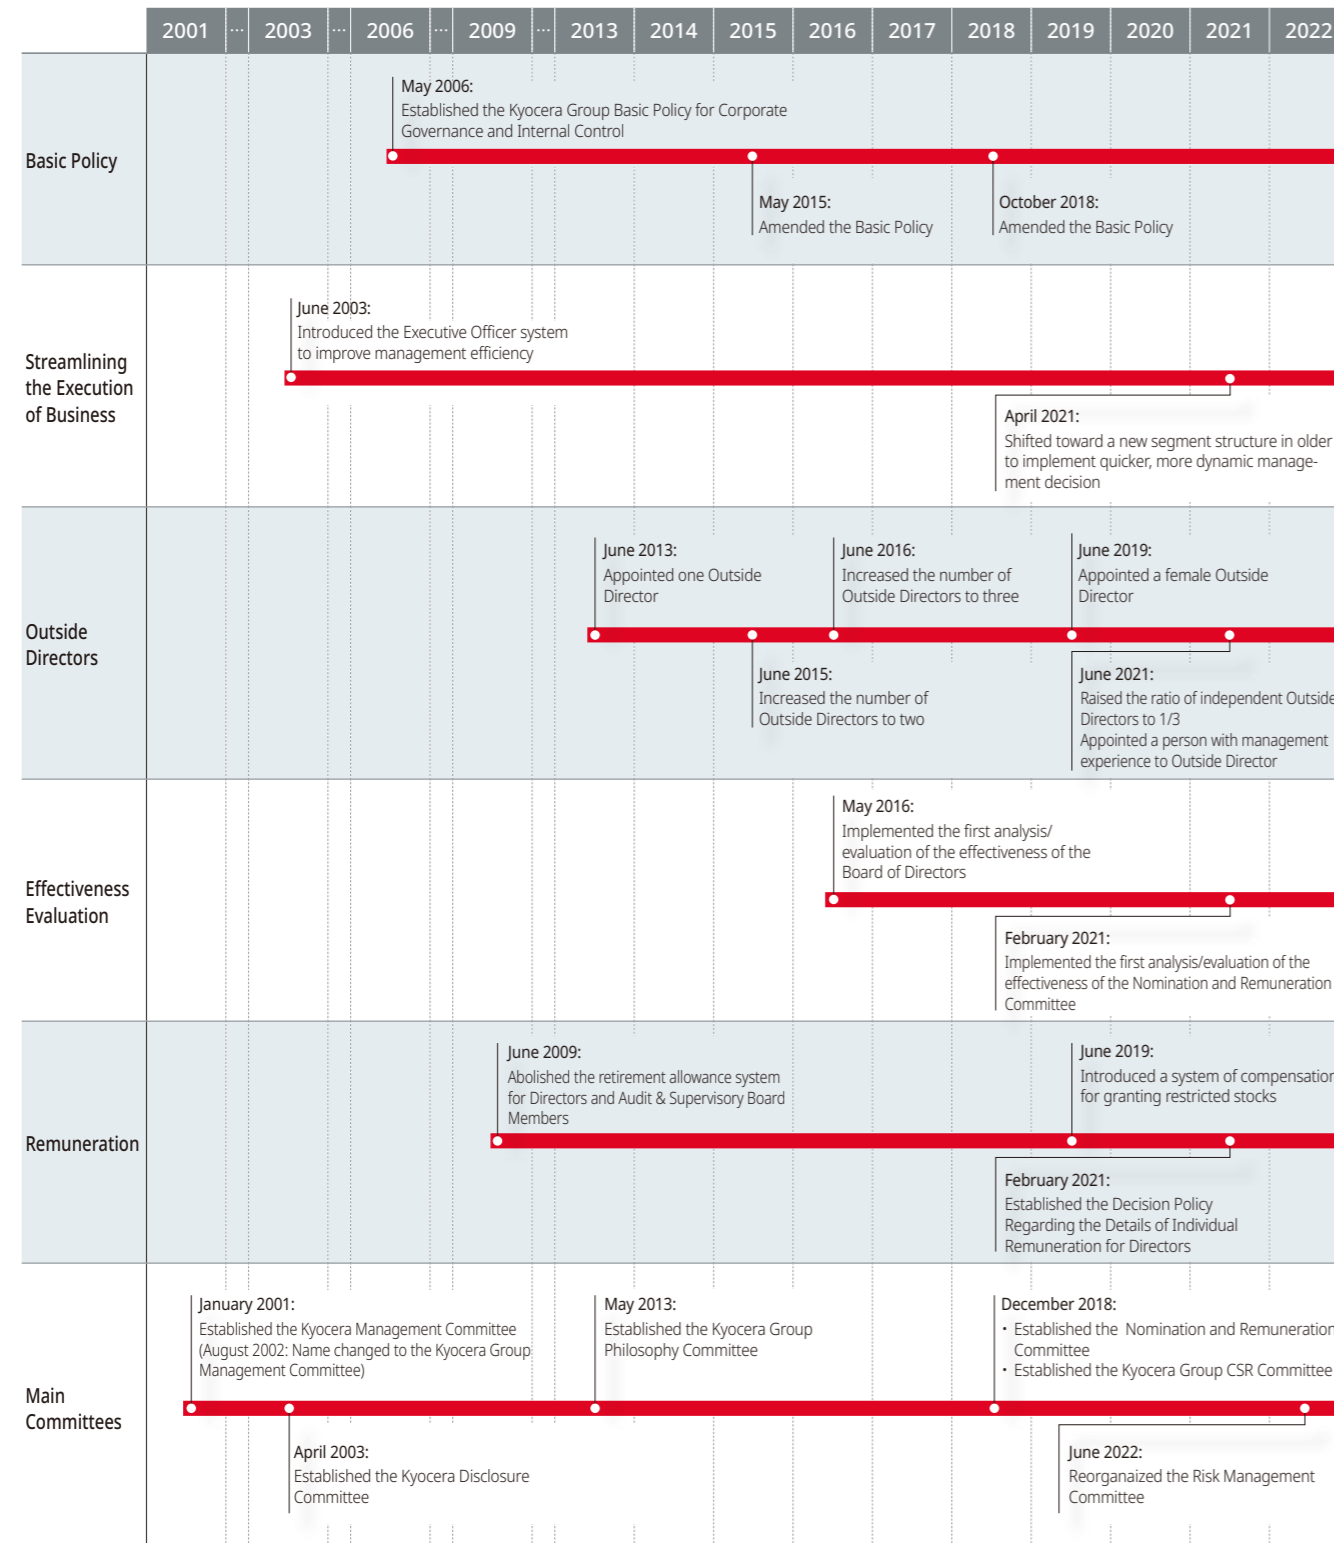 2001 … 2003 … 2006 … 2009 … 2013 2014 2015 2016 2017 2018 2019 2020 2021 2022
Basic Policy
May 2006:
Established the Kyocera Group Basic Policy for Corporate
Governance and Internal Control
May 2015:
Amended the Basic Policy
October 2018:
Amended the Basic Policy
Streamlining
the Execution
of Business
June 2003:
Introduced the Executive Officer system
to improve management efficiency
April 2021:
Shifted toward a new segment structure in older
to implement quicker, more dynamic manage-
ment decision
Outside
Directors
June 2013:
Appointed one Outside
Director
June 2016:
Increased the number of
Outside Directors to three
June 2019:
Appointed a female Outside
Director
June 2015:
Increased the number of
Outside Directors to two
June 2021:
Raised the ratio of independent Outside
Directors to 1/3
Appointed a person with management
experience to Outside Director
Effectiveness
Evaluation
May 2016:
Implemented the first analysis/
evaluation of the effectiveness of the
Board of Directors
February 2021:
Implemented the first analysis/evaluation of the
effectiveness of the Nomination and Remuneration
Committee
Remuneration
June 2009:
Abolished the retirement allowance system
for Directors and Audit & Supervisory Board
Members
June 2019:
Introduced a system of compensation
for granting restricted stocks
February 2021:
Established the Decision Policy
Regarding the Details of Individual
Remuneration for Directors
Main
Committees
January 2001:
Established the Kyocera Management Committee
(August 2002: Name changed to the Kyocera Group
Management Committee)
May 2013:
Established the Kyocera Group
Philosophy Committee
December 2018:
・Established the Nomination and Remuneration
Committee
・Established the Kyocera Group CSR Committee
April 2003:
Established the Kyocera Disclosure
Committee
June 2022:
Reorganaized the Risk Management
Committee